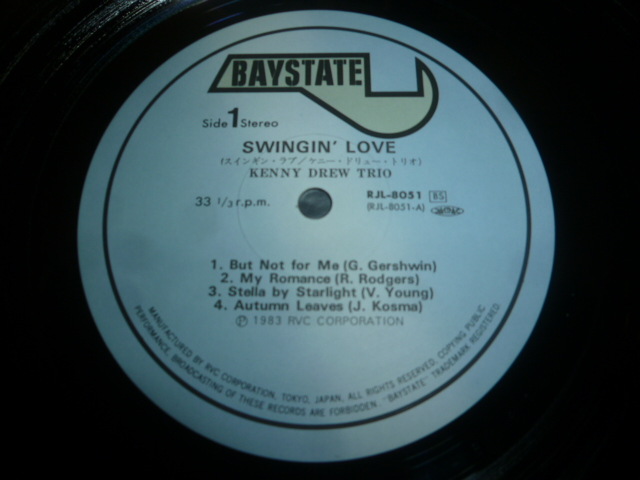 BAYSTATE
Side 1 Stereo
SWINGIN' LOVE
(スインギン・ラブ/ケニー・ドリュー・トリオ)
KENNY DREW TRIO
33 1/3 r.p.m.
RJL-8051 BS
(RJL-8051-A)
1. But Not for Me (G. Gershwin)
2. My Romance (R. Rodgers)
3. Stella by Starlight (V. Young)
4. Autumn Leaves (J. Kosma)
Ⓟ 1983 RVC CORPORATION
MANUFACTURED BY RVC CORPORATION, TOKYO, JAPAN. ALL RIGHTS RESERVED. COPYING PUBLIC
PERFORMANCE, BROADCASTING OF THESE RECORDS ARE FORBIDDEN. "BAYSTATE" TRADEMARK REGISTERED.